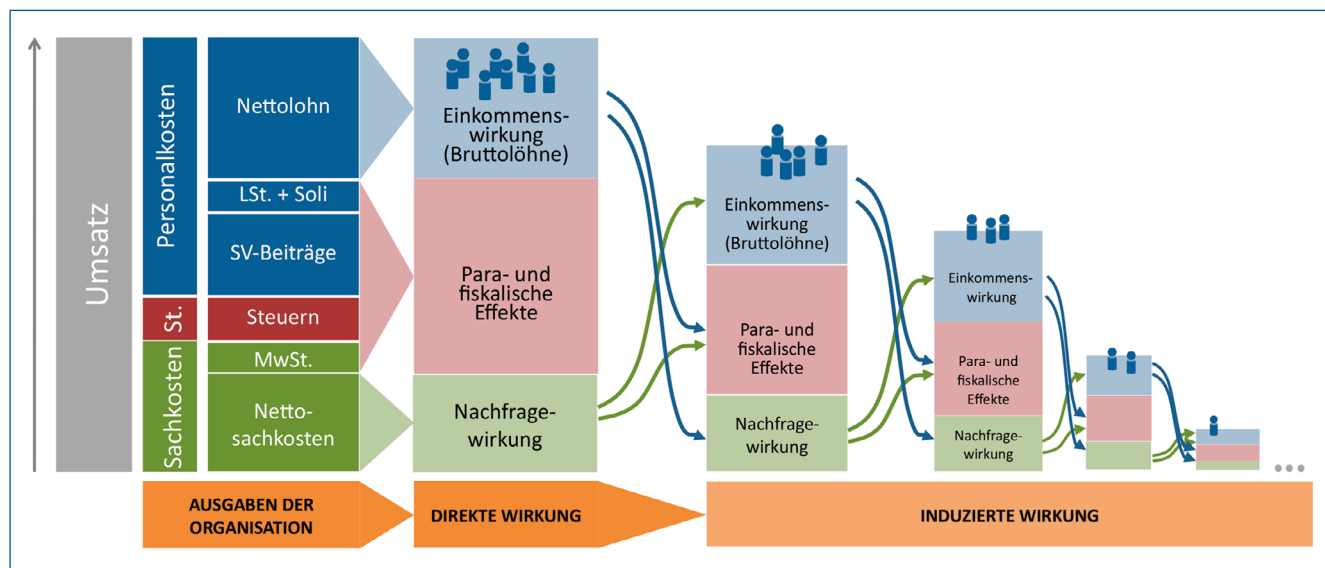 Umsatz
Personalkosten
St.
Sachkosten
Nettolohn
LSt. + Soli
SV-Beiträge
Steuern
MwSt.
Netto-
sachkosten
Einkommens-
wirkung
(Bruttolöhne)
Para- und
fiskalische
Effekte
Nachfrage-
wirkung
Einkommens-
wirkung
(Bruttolöhne)
Para- und
fiskalische
Effekte
Nachfrage-
wirkung
Einkommens-
wirkung
Para- und
fiskalische
Effekte
Nachfrage-
wirkung
AUSGABEN DER
ORGANISATION
DIREKTE WIRKUNG
INDUZIERTE WIRKUNG